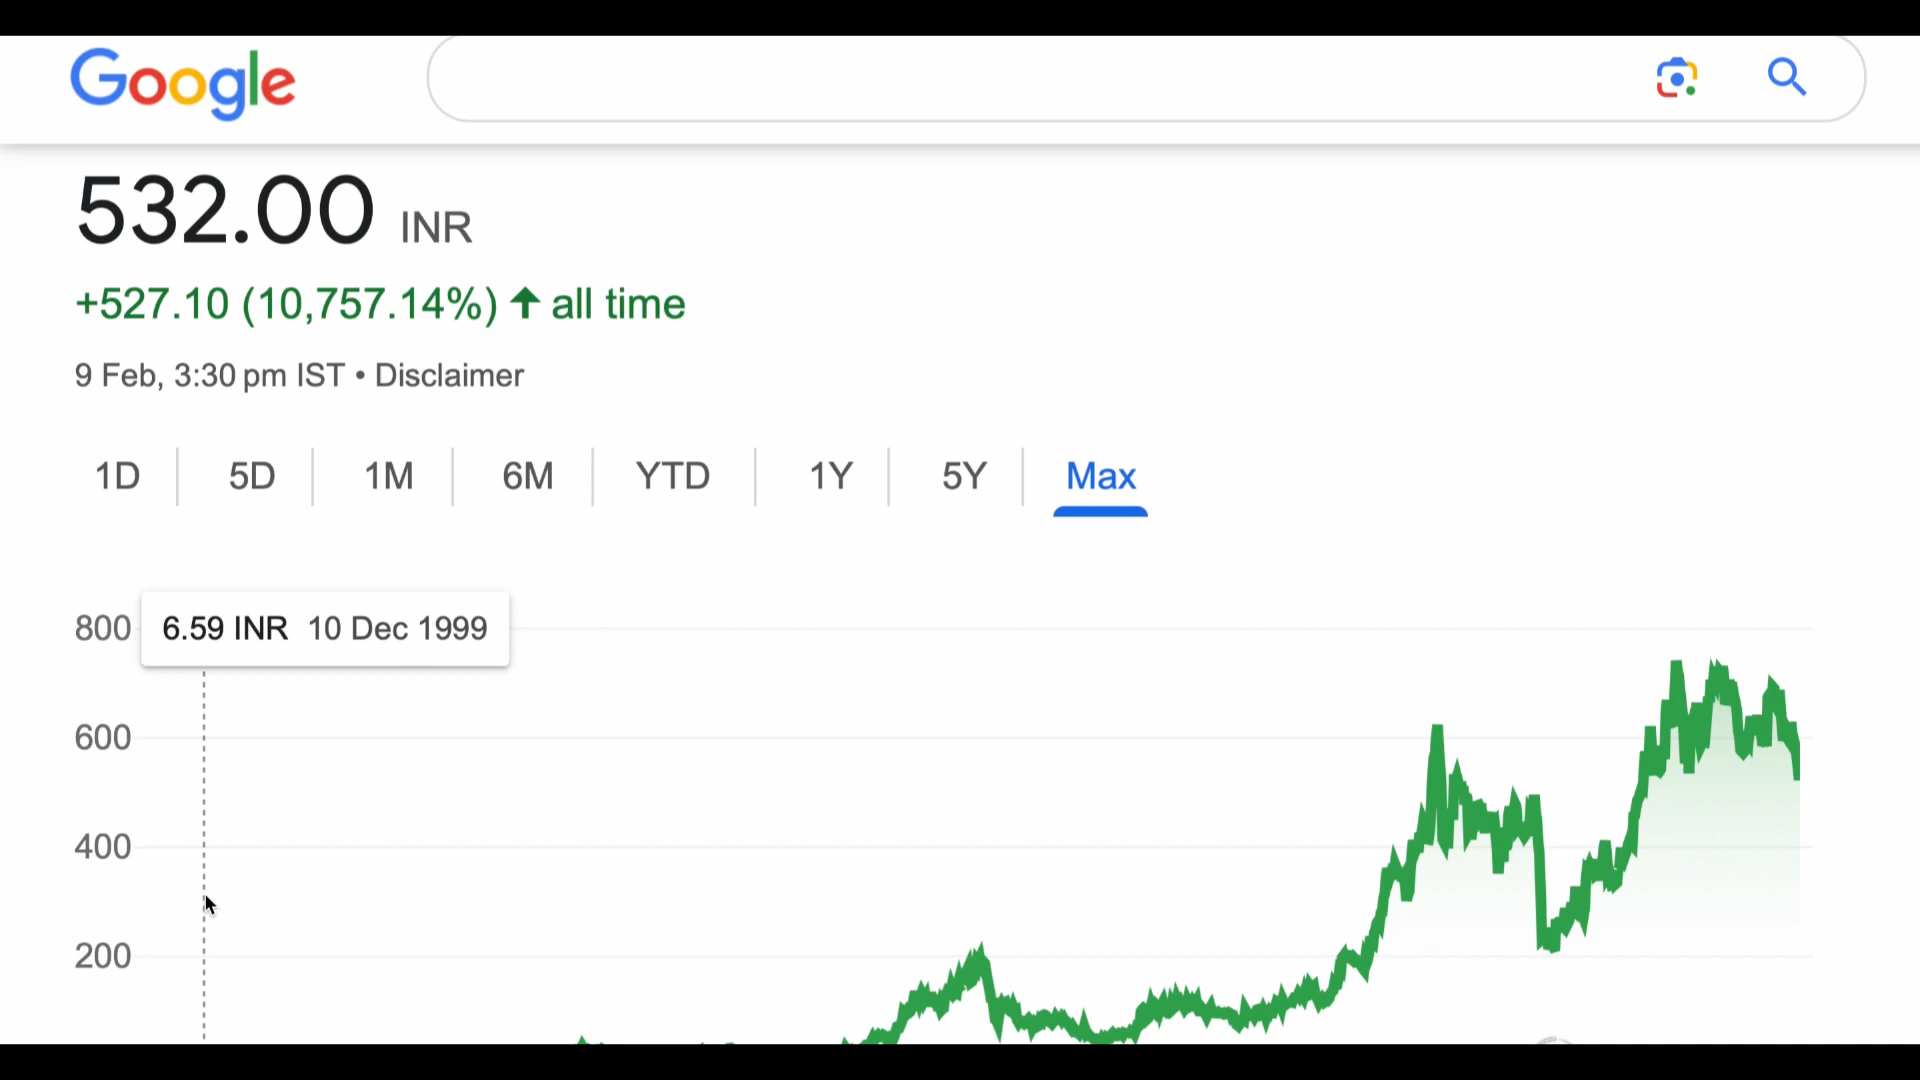 Google
532.00 INR
+527.10 (10,757.14%) ↑ all time
9 Feb, 3:30 pm IST • Disclaimer
1D 5D 1M 6M YTD 1Y 5Y Max
800
6.59 INR 10 Dec 1999
600
400
200